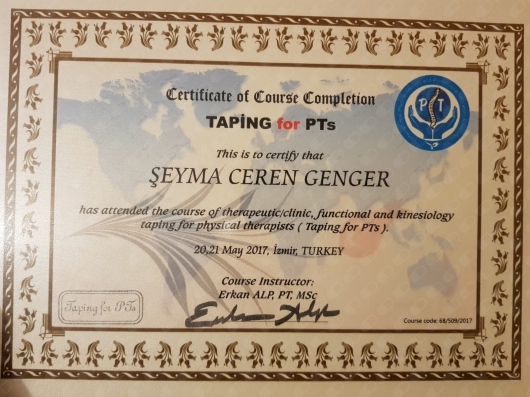 Certificate of Course Completion
TAPİNG for PTs
P T
This is to certify that
ŞEYMA CEREN GENGER
has attended the course of therapeutic/clinic, functional and kinesiology
taping for physical therapists ( Taping for PTs ).
20,21 May 2017, İzmir, TURKEY
Course Instructor:
Erkan ALP, PT, MSc
Taping for PTs
Course code: 68/509/2017